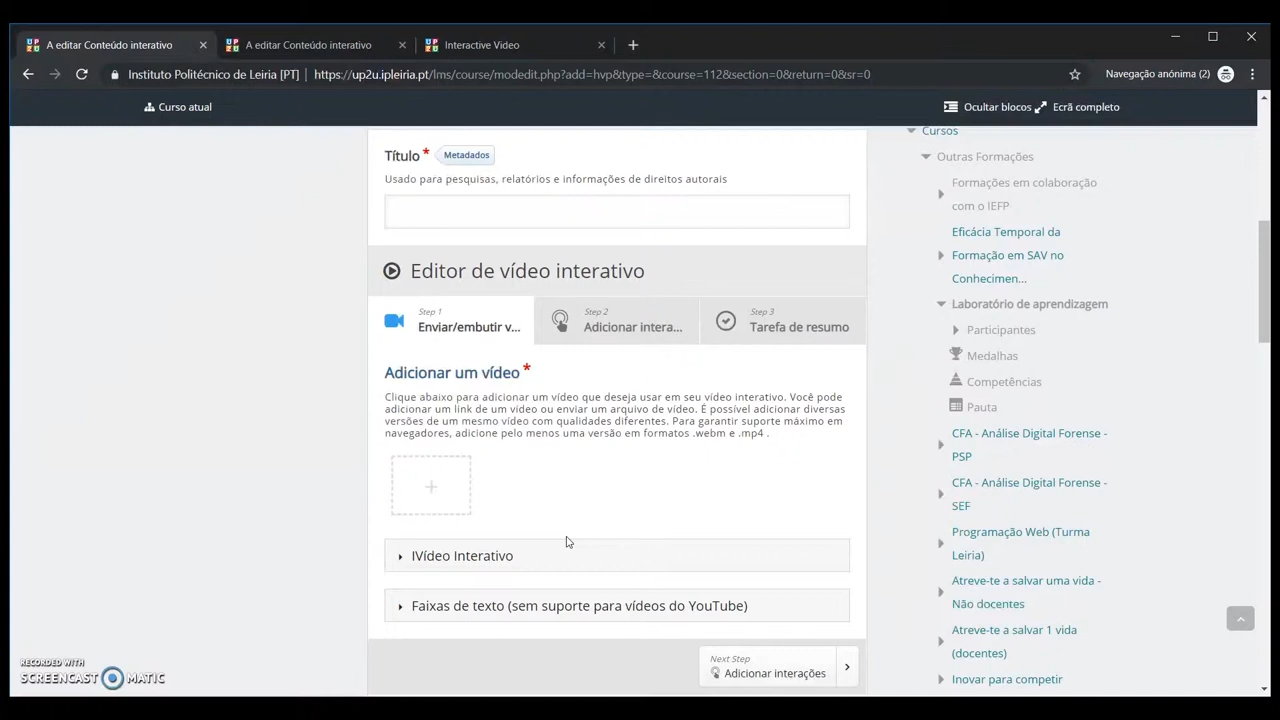 A editar Conteúdo interativo
A editar Conteúdo interativo
Interactive Video
Instituto Politécnico de Leiria [PT]
https://up2u.ipleiria.pt/lms/course/modedit.php?add=hvp&type=&course=112&section=0&return=0&sr=0
Navegação anónima (2)
Curso atual
Ocultar blocos
Ecrã completo
Título *
Metadados
Usado para pesquisas, relatórios e informações de direitos autorais
Editor de vídeo interativo
Step 1
Enviar/embutir v...
Step 2
Adicionar intera...
Step 3
Tarefa de resumo
Adicionar um vídeo *
Clique abaixo para adicionar um vídeo que deseja usar em seu vídeo interativo. Você pode
adicionar um link de um vídeo ou enviar um arquivo de vídeo. É possível adicionar diversas
versões de um mesmo vídeo com qualidades diferentes. Para garantir suporte máximo em
navegadores, adicione pelo menos uma versão em formatos .webm e .mp4 .
IVídeo Interativo
Faixas de texto (sem suporte para vídeos do YouTube)
Next Step
Adicionar interações
Cursos
Outras Formações
Formações em colaboração
com o IEFP
Eficácia Temporal da
Formação em SAV no
Conhecimen...
Laboratório de aprendizagem
Participantes
Medalhas
Competências
Pauta
CFA - Análise Digital Forense -
PSP
CFA - Análise Digital Forense -
SEF
Programação Web (Turma
Leiria)
Atreve-te a salvar uma vida -
Não docentes
Atreve-te a salvar 1 vida
(docentes)
Inovar para competir
RECORDED WITH
SCREENCAST MATIC